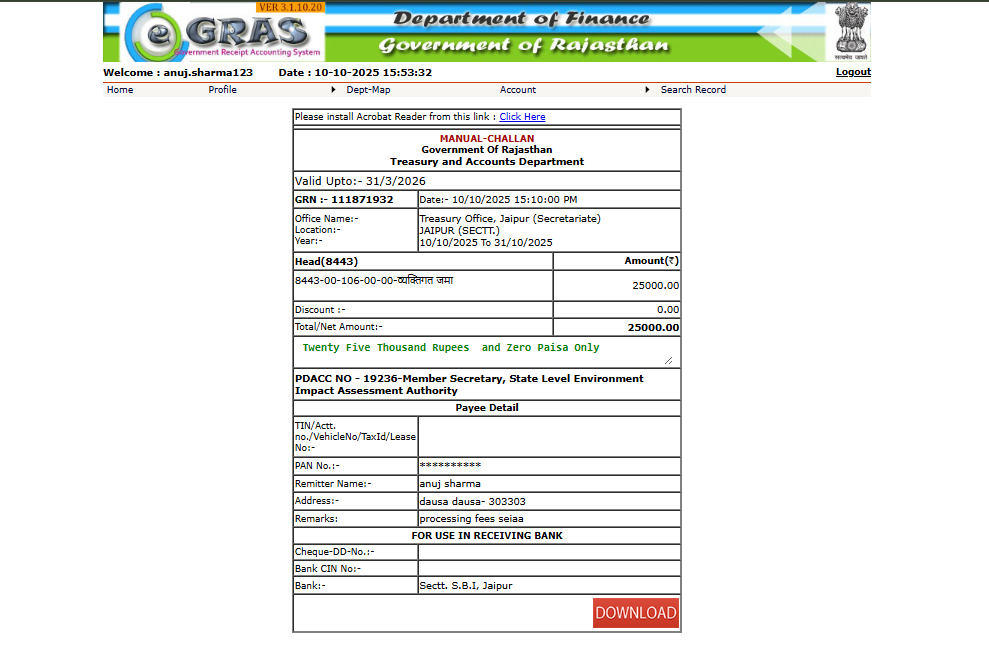 VER 3.1.10.20
eGRAS
Government Receipt Accounting System
Department of Finance
Government of Rajasthan
सत्यमेव जयते
Welcome : anuj.sharma123 Date : 10-10-2025 15:53:32 Logout
Home Profile Dept-Map Account Search Record
Please install Acrobat Reader from this link : Click Here
MANUAL-CHALLAN
Government Of Rajasthan
Treasury and Accounts Department
Valid Upto:- 31/3/2026
GRN :- 111871932 Date:- 10/10/2025 15:10:00 PM
Office Name:- Treasury Office, Jaipur (Secretariate)
Location:- JAIPUR (SECTT.)
Year:- 10/10/2025 To 31/10/2025
Head(8443) Amount(₹)
8443-00-106-00-00-व्यक्तिगत जमा 25000.00
Discount :- 0.00
Total/Net Amount:- 25000.00
Twenty Five Thousand Rupees and Zero Paisa Only
PDACC NO - 19236-Member Secretary, State Level Environment
Impact Assessment Authority
Payee Detail
TIN/Actt.
no./VehicleNo/TaxId/Lease
No:-
PAN No.:- **********
Remitter Name:- anuj sharma
Address:- dausa dausa- 303303
Remarks: processing fees seiaa
FOR USE IN RECEIVING BANK
Cheque-DD-No.:-
Bank CIN No:-
Bank:- Sectt. S.B.I, Jaipur
DOWNLOAD